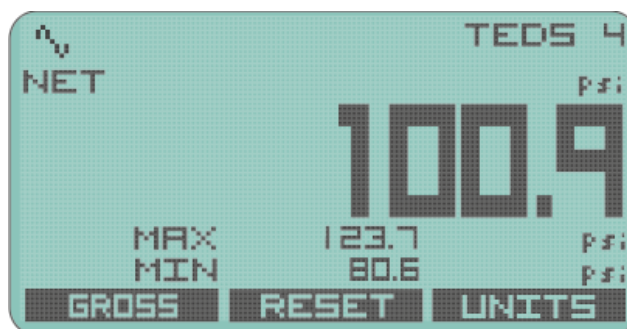 TEDS 4
NET
psi
100.9
MAX 123.7 psi
MIN 80.6 psi
GROSS RESET UNITS